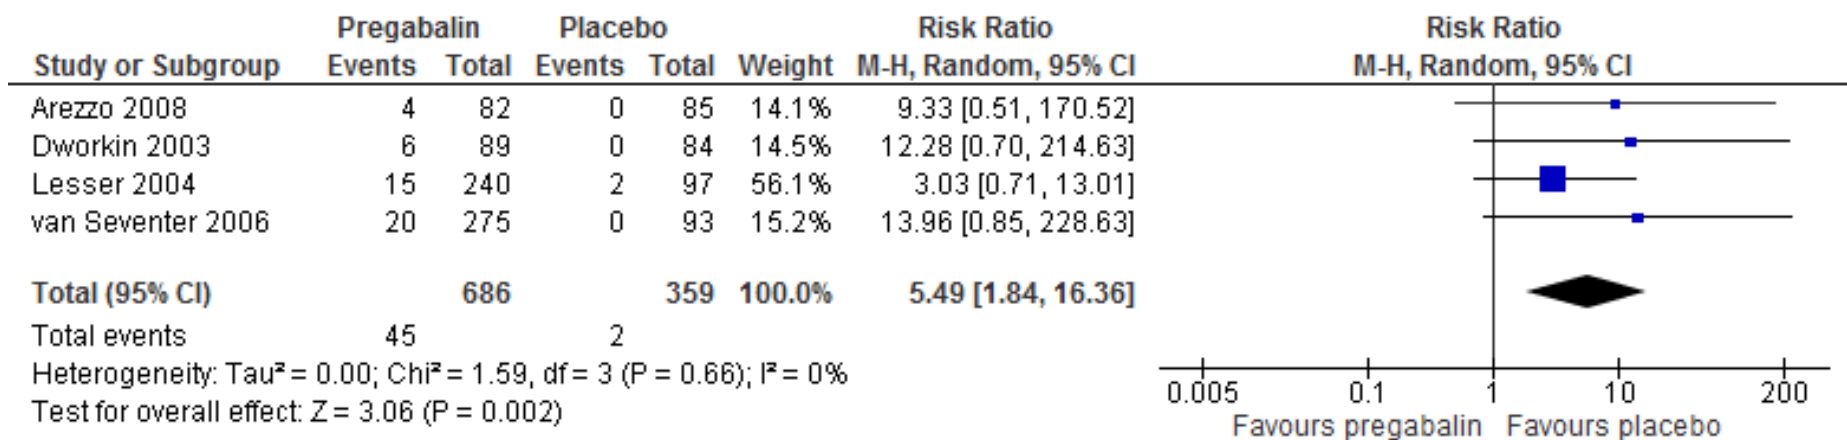 Pregabalin Placebo Risk Ratio Risk Ratio
Study or Subgroup Events Total Events Total Weight M-H, Random, 95% CI M-H, Random, 95% CI
Arezzo 2008 4 82 0 85 14.1% 9.33 [0.51, 170.52]
Dworkin 2003 6 89 0 84 14.5% 12.28 [0.70, 214.63]
Lesser 2004 15 240 2 97 56.1% 3.03 [0.71, 13.01]
van Seventer 2006 20 275 0 93 15.2% 13.96 [0.85, 228.63]
Total (95% CI) 686 359 100.0% 5.49 [1.84, 16.36]
Total events 45 2
Heterogeneity: Tau² = 0.00; Chi² = 1.59, df = 3 (P = 0.66); I² = 0%
Test for overall effect: Z = 3.06 (P = 0.002)
0.005 0.1 1 10 200
Favours pregabalin Favours placebo